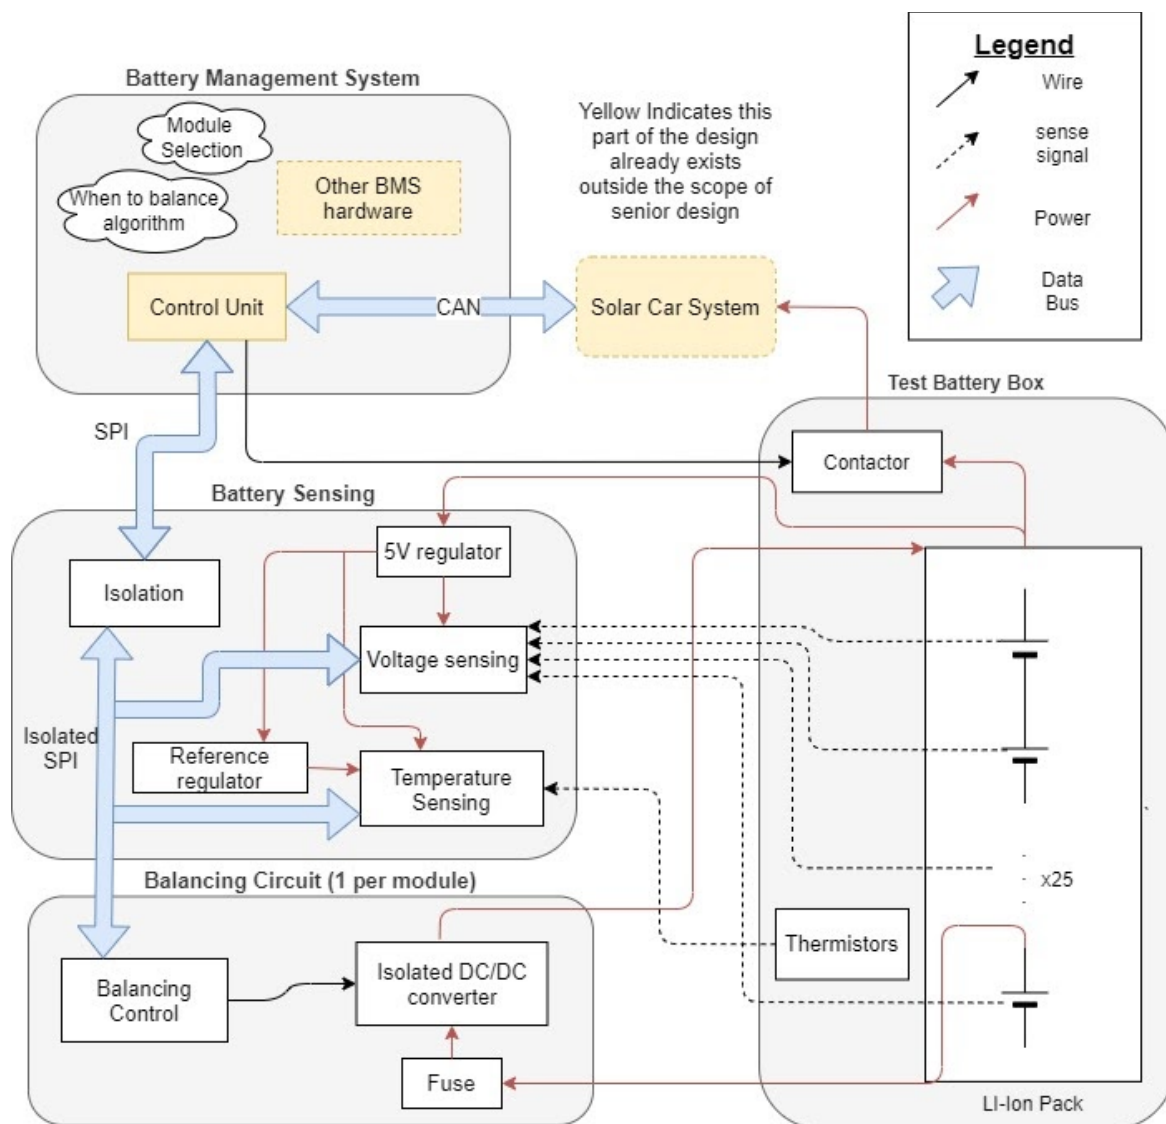 Legend
Wire
sense
signal
Power
Data
Bus
Battery Management System
Module
Selection
When to balance
algorithm
Other BMS
hardware
Yellow Indicates this
part of the design
already exists
outside the scope of
senior design
Control Unit
CAN
Solar Car System
SPI
Test Battery Box
Contactor
Battery Sensing
5V regulator
Isolation
Voltage sensing
Isolated
SPI
Reference
regulator
Temperature
Sensing
x25
Balancing Circuit (1 per module)
Thermistors
Isolated DC/DC
converter
Balancing
Control
Fuse
LI-Ion Pack